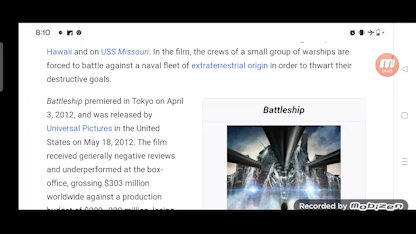 8:10
Hawaii and on USS Missouri. In the film, the crews of a small group of warships are
forced to battle against a naval fleet of extraterrestrial origin in order to thwart their
destructive goals.
Battleship premiered in Tokyo on April
3, 2012, and was released by
Universal Pictures in the United
States on May 18, 2012. The film
received generally negative reviews
and underperformed at the box-
office, grossing $303 million
worldwide against a production
Battleship
Recorded by Mobizen